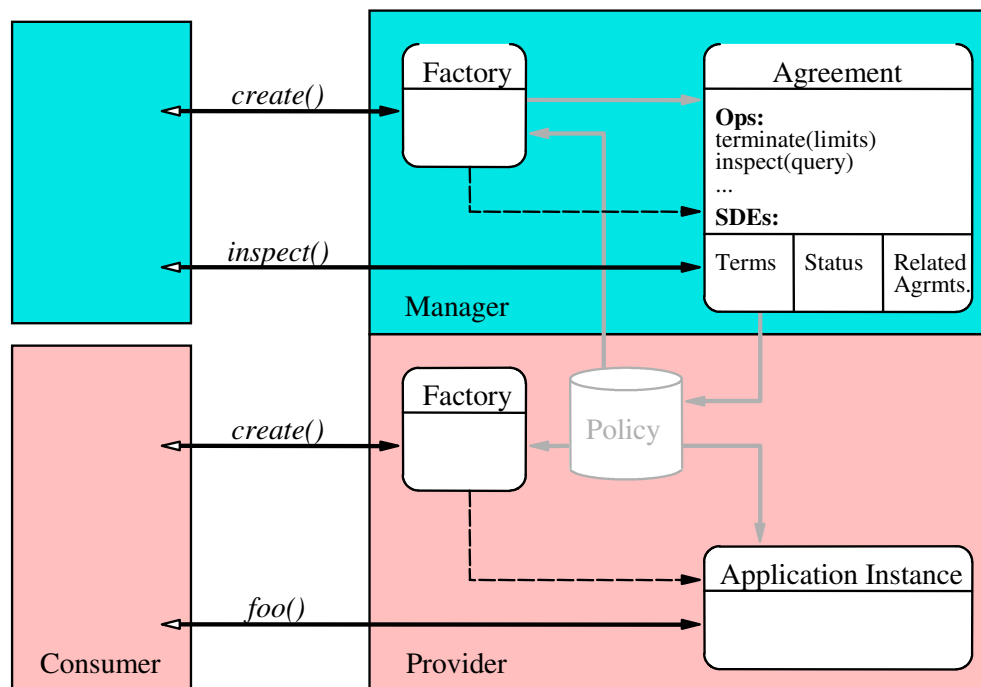 Factory
Agreement
create()
Ops:
terminate(limits)
inspect(query)
...
SDEs:
inspect()
Terms
Status
Related
Agrmts.
Manager
Factory
create()
Policy
Application Instance
foo()
Consumer
Provider